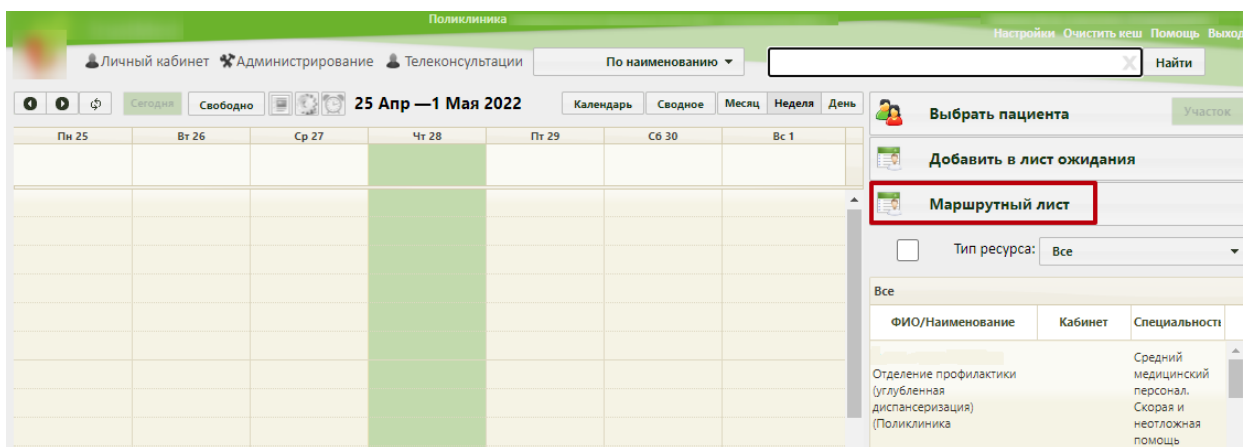 Поликлиника
Настройки Очистить кеш Помощь Выход
Личный кабинет Администрирование Телеконсультации По наименованию X Найти
Сегодня Свободно 25 Апр —1 Мая 2022 Календарь Сводное Месяц Неделя День
Пн 25 Вт 26 Ср 27 Чт 28 Пт 29 Сб 30 Вс 1
Выбрать пациента Участок
Добавить в лист ожидания
Маршрутный лист
Тип ресурса: Все
Все
ФИО/Наименование Кабинет Специальность
Отделение профилактики
(углубленная
диспансеризация)
(Поликлиника
Средний
медицинский
персонал.
Скорая и
неотложная
помощь